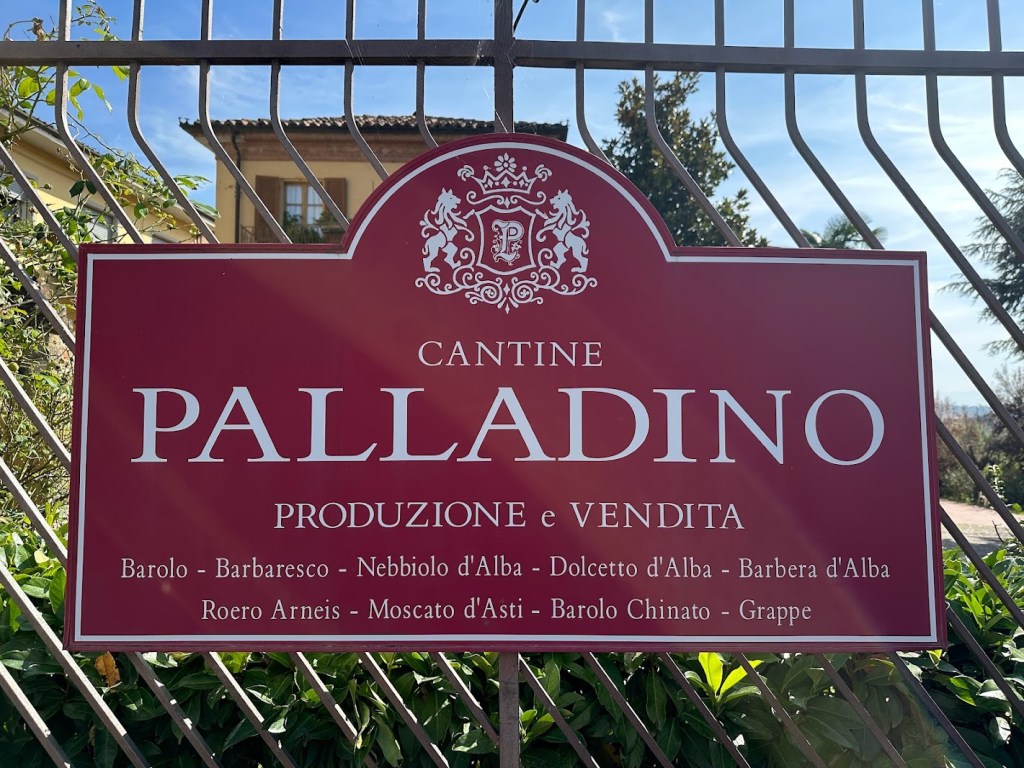 P
CANTINE
PALLADINO
PRODUZIONE e VENDITA
Barolo - Barbaresco - Nebbiolo d'Alba - Dolcetto d'Alba - Barbera d'Alba
Roero Arneis - Moscato d'Asti - Barolo Chinato - Grappe